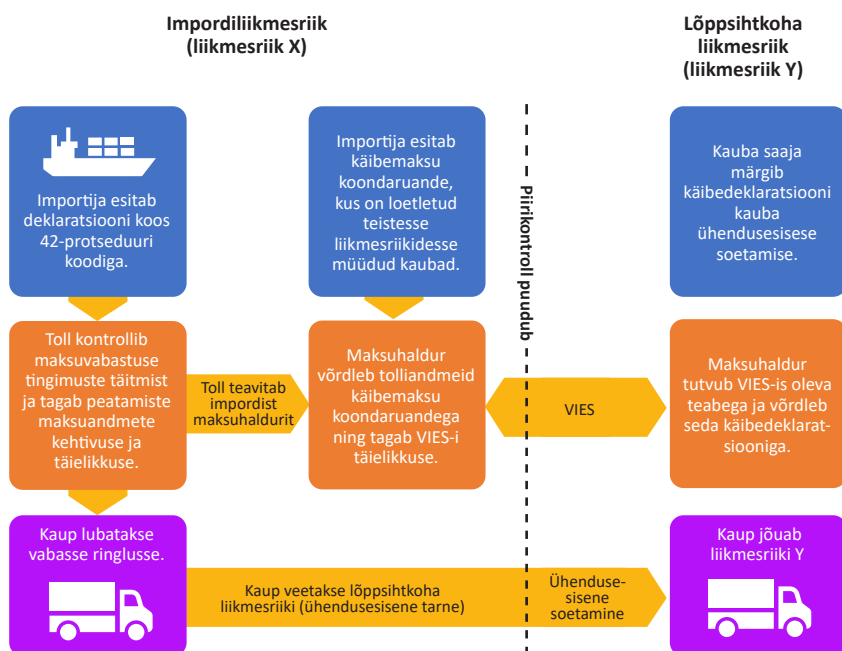 Impordiliikmesriik
(liikmesriik X)
Lõppsihtkoha
liikmesriik
(liikmesriik Y)
Importija esitab
deklaratsiooni koos
42-protseduuri
koodiga.
Importija esitab
käibemaksu
koondaruande,
kus on loetletud
teistesse
liikmesriikidesse
müüdud kaubad.
Piirikontroll puudub
Kauba saaja
märgib
käibedeklaratsiooni
kauba
ühendusesisese
soetamise.
Toll kontrollib
maksuvabastuse
tingimuste täitmist
ja tagab peatamiste
maksuandmete
kehtivuse ja
täielikkuse.
Toll teavitab
impordist
maksuhaldurit
Maksuhaldur
võrdleb tolliandmeid
käibemaksu
koondaruandega
ning tagab VIES-i
täielikkuse.
VIES
Maksuhaldur
tutvub VIES-is oleva
teabega ja võrdleb
seda käibedeklarat-
siooniga.
Kaup lubatakse
vabasse ringlusse.
Kaup veetakse lõppsihtkoha
liikmesriiki (ühendusesisene tarne)
Ühenduse-
sisene
soetamine
Kaup jõuab
liikmesriiki Y